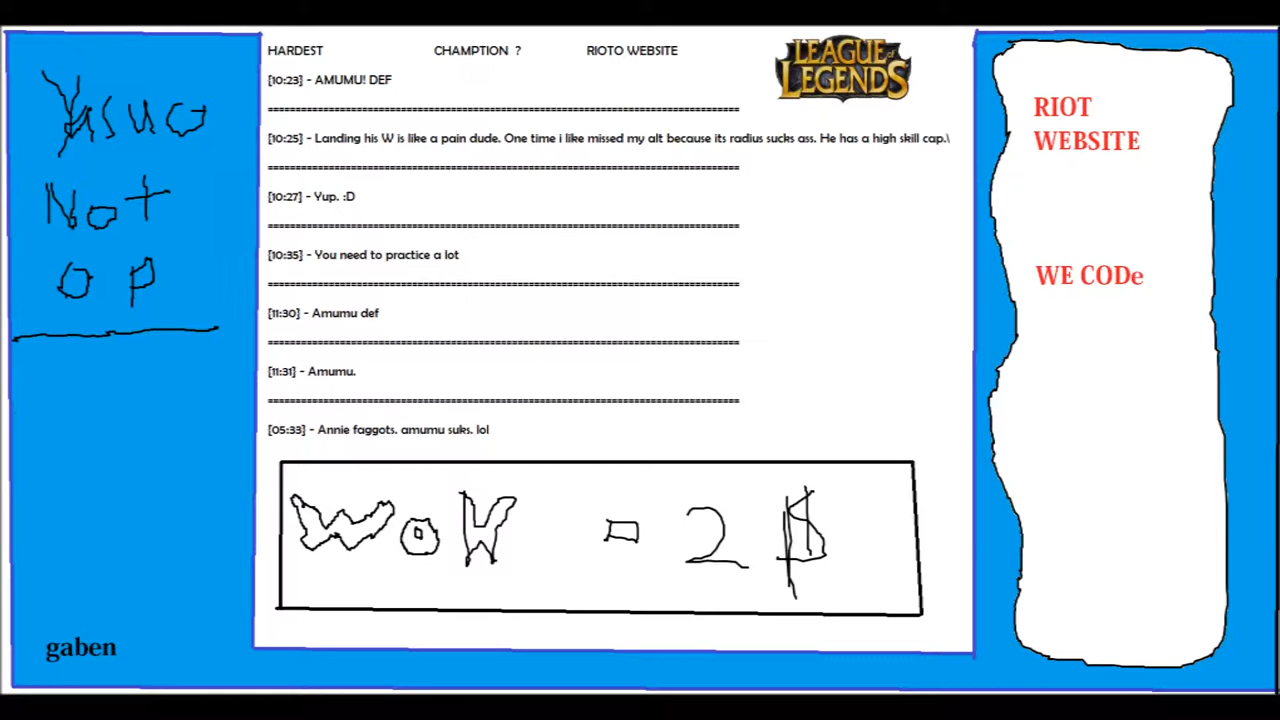 Yasuo
Not
OP
gaben
HARDEST CHAMPTION ? RIOTO WEBSITE
LEAGUE of LEGENDS
[10:23] - AMUMU! DEF
[10:25] - Landing his W is like a pain dude. One time i like missed my alt because its radius sucks ass. He has a high skill cap.\
[10:27] - Yup. :D
[10:35] - You need to practice a lot
[11:30] - Amumu def
[11:31] - Amumu.
[05:33] - Annie faggots. amumu suks. lol
WoW = 2 $
RIOT
WEBSITE
WE CODe